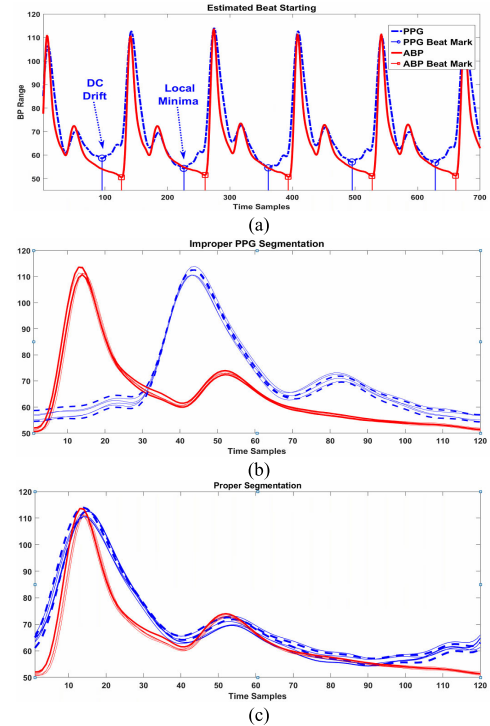 Estimated Beat Starting
120
110
100
90
80
70
60
50
BP Range
DC
Drift
Local
Minima
PPG
PPG Beat Mark
ABP
ABP Beat Mark
100 200 300 400 500 600 700
Time Samples
(a)
Improper PPG Segmentation
120
110
100
90
80
70
60
50
10 20 30 40 50 60 70 80 90 100 110 120
Time Samples
(b)
Proper Segmentation
120
110
100
90
80
70
60
50
10 20 30 40 50 60 70 80 90 100 110 120
Time Samples
(c)